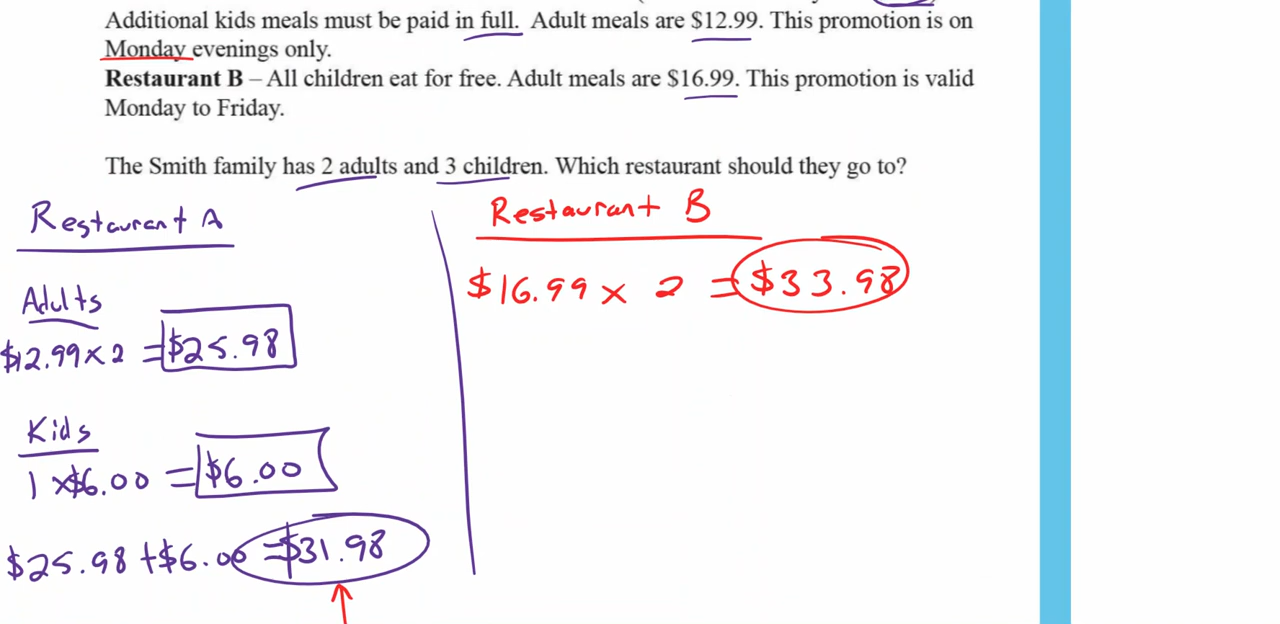 Additional kids meals must be paid in full. Adult meals are $12.99. This promotion is on
Monday evenings only.
Restaurant B – All children eat for free. Adult meals are $16.99. This promotion is valid
Monday to Friday.
The Smith family has 2 adults and 3 children. Which restaurant should they go to?
Restaurant A
Adults
$12.99 x 2 = $25.98
Kids
1 x $6.00 = $6.00
$25.98 + $6.00 = $31.98
Restaurant B
$16.99 x 2 = $33.98